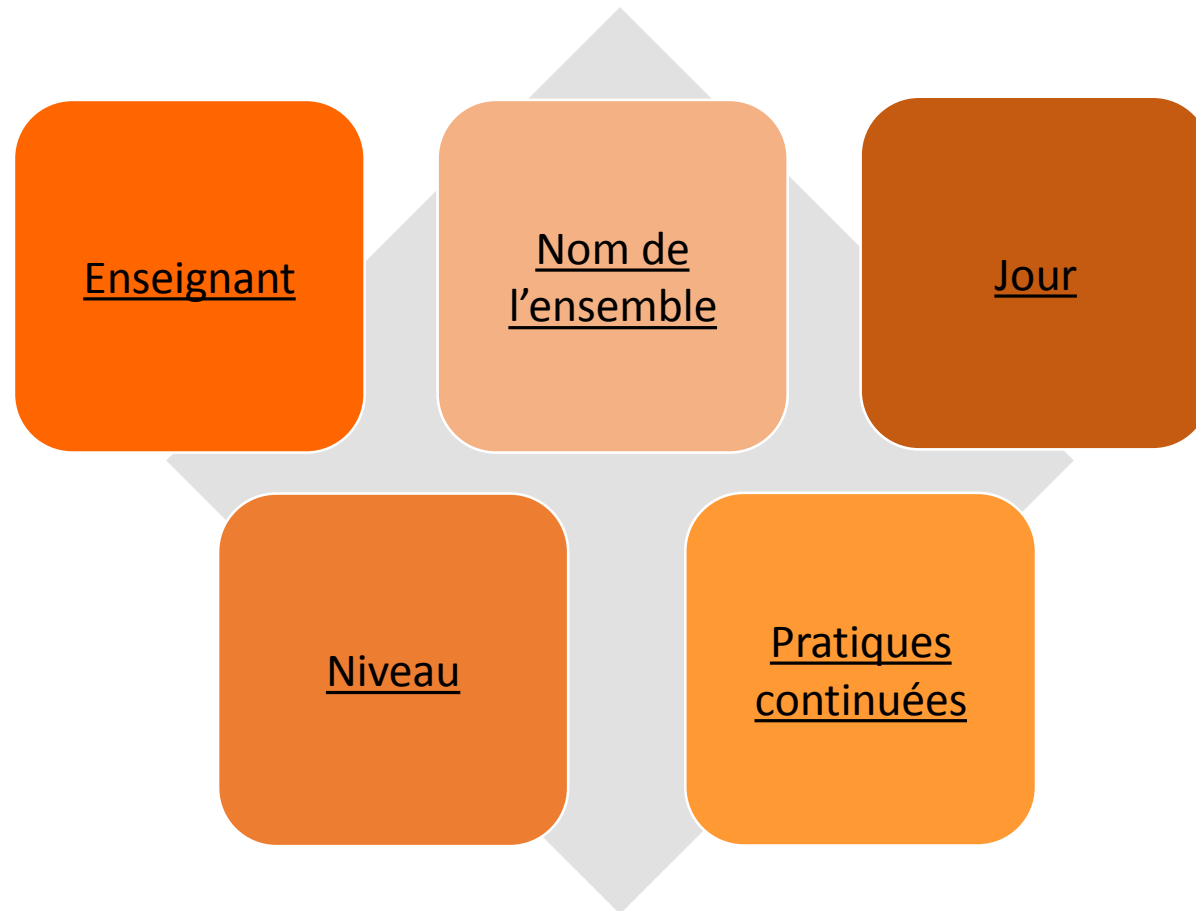 Enseignant
Nom de
l’ensemble
Jour
Niveau
Pratiques
continuées